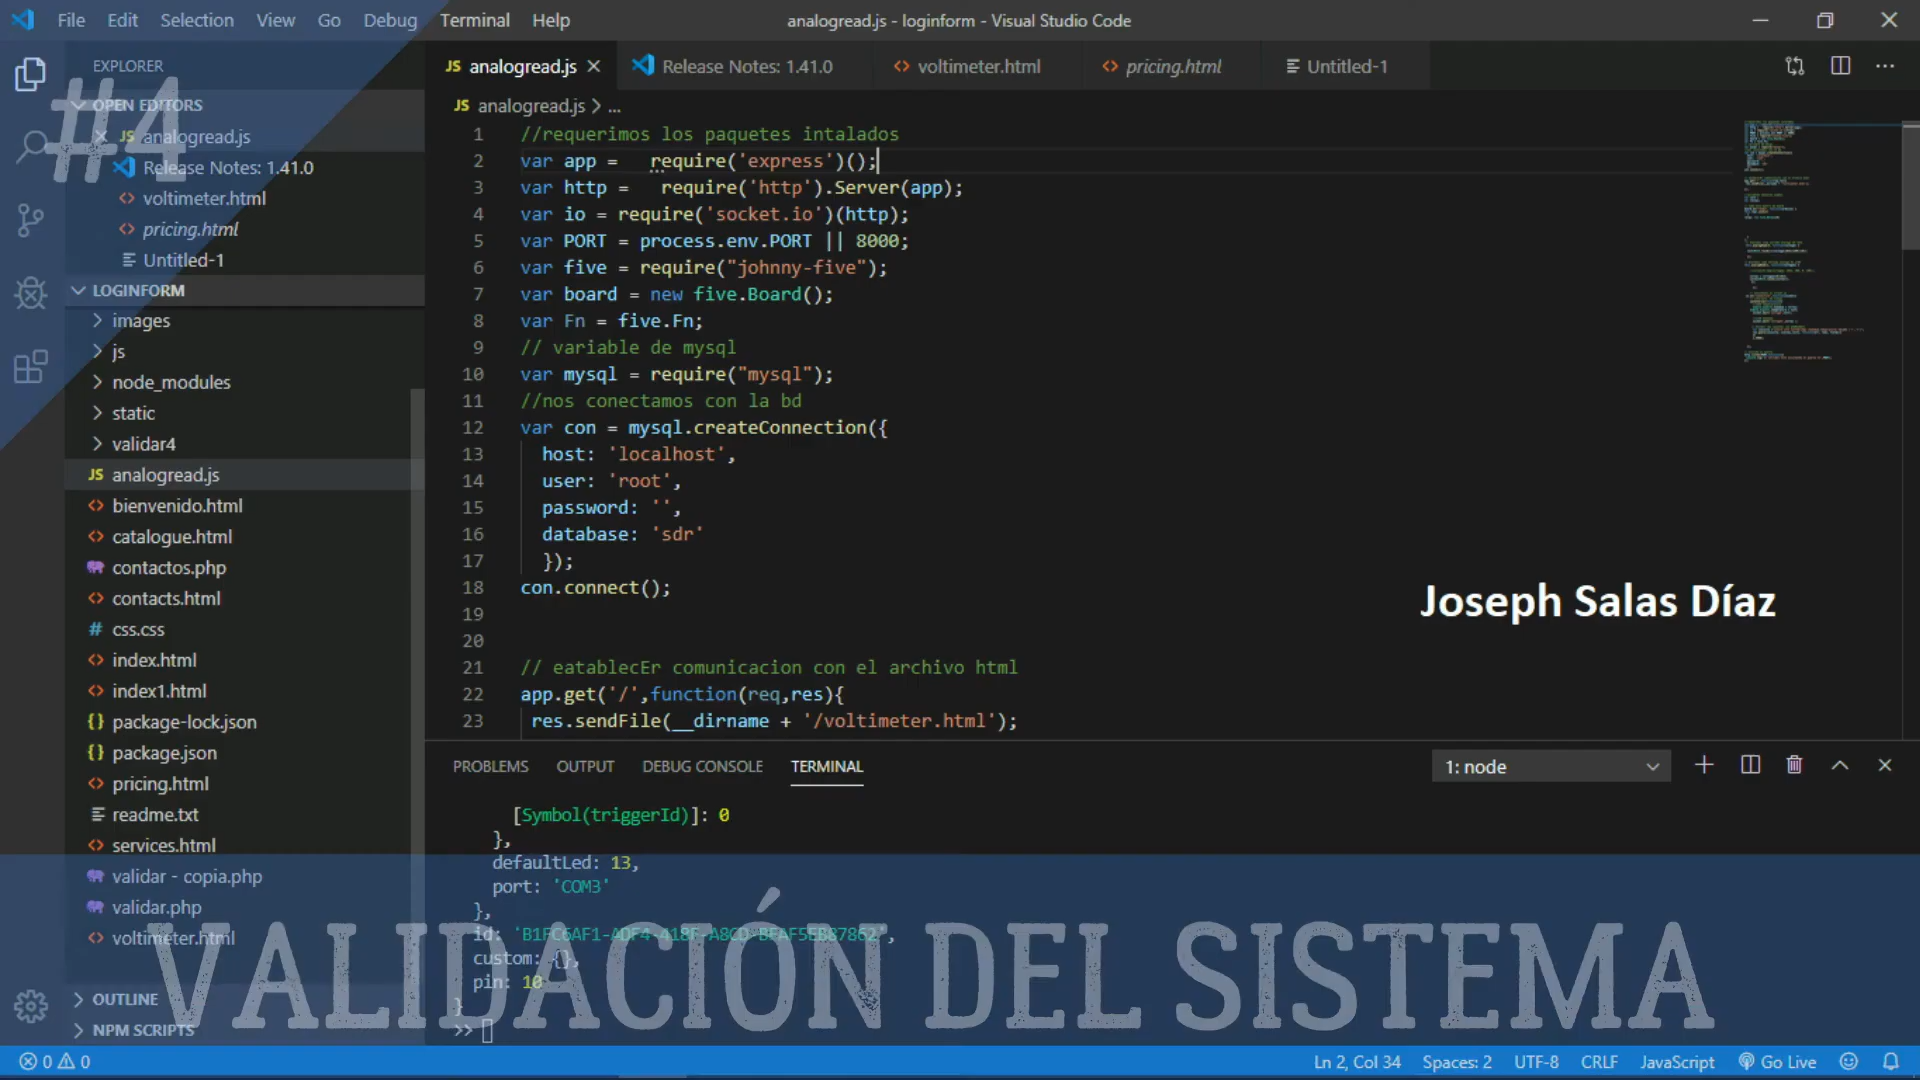 File Edit Selection View Go Debug Terminal Help
analogread.js - loginform - Visual Studio Code
#4
EXPLORER
OPEN EDITORS
JS analogread.js
Release Notes: 1.41.0
voltimeter.html
pricing.html
Untitled-1
LOGINFORM
images
js
node_modules
static
validar4
JS analogread.js
bienvenido.html
catalogue.html
contactos.php
contacts.html
# css.css
index.html
index1.html
{} package-lock.json
{} package.json
pricing.html
readme.txt
services.html
validar - copia.php
validar.php
voltimeter.html
OUTLINE
NPM SCRIPTS
JS analogread.js
Release Notes: 1.41.0
voltimeter.html
pricing.html
Untitled-1
JS analogread.js > ...
1 //requerimos los paquetes intalados
2 var app =   require('express')();
3 var http =   require('http').Server(app);
4 var io = require('socket.io')(http);
5 var PORT = process.env.PORT || 8000;
6 var five = require("johnny-five");
7 var board = new five.Board();
8 var Fn = five.Fn;
9 // variable de mysql
10 var mysql = require("mysql");
11 //nos conectamos con la bd
12 var con = mysql.createConnection({
13 host: 'localhost',
14 user: 'root',
15 password: '',
16 database: 'sdr'
17 });
18 con.connect();
19
20
21 // eatablecEr comunicacion con el archivo html
22 app.get('/',function(req,res){
23 res.sendFile(__dirname + '/voltimeter.html');
Joseph Salas Díaz
PROBLEMS OUTPUT DEBUG CONSOLE TERMINAL
1: node
[Symbol(triggerId)]: 0
},
defaultLed: 13,
port: 'COM3'
},
custom: {},
pin: 10
}
>>
VALIDACIÓN DEL SISTEMA
0 0
Ln 2, Col 34 Spaces: 2 UTF-8 CRLF JavaScript Go Live